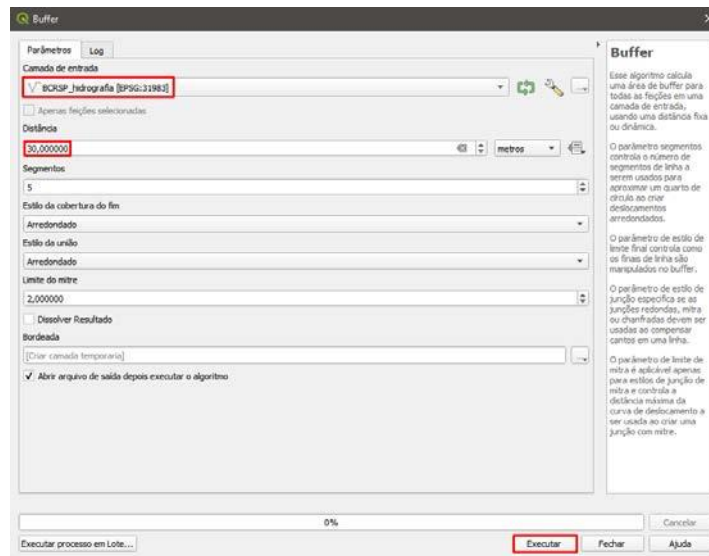 Buffer
Parâmetros
Log
Camada de entrada
BCRSP_hidrografia [EPSG:31983]
Apenas feições selecionadas
Distância
30,000000
metros
Segmentos
5
Estilo da cobertura do fim
Arredondado
Estilo da união
Arredondado
Limite do mitre
2,000000
Dissolver Resultado
Bordeada
[Criar camada temporaria]
Abrir arquivo de saída depois executar o algoritmo
Buffer
Esse algoritmo calcula
uma área de buffer para
todas as feições em uma
camada de entrada,
usando uma distância fixa
ou dinâmica.
O parâmetro segmentos
controla o número de
segmentos de linha a
serem usados para
aproximar um quarto de
círculo ao criar
deslocamentos
arredondados.
O parâmetro de estilo de
limite final controla como
os finais de linha são
manipulados no buffer.
O parâmetro de estilo de
junção especifica se as
junções redondas, mitra
ou chanfradas devem ser
usadas ao compensar
cantos em uma linha.
O parâmetro de limite de
mitra é aplicável apenas
para estilos de junção de
mitra e controla a
distância máxima da
curva de deslocamento a
ser usada ao criar uma
junção com mitre.
0%
Cancelar
Executar processo em Lote...
Executar
Fechar
Ajuda